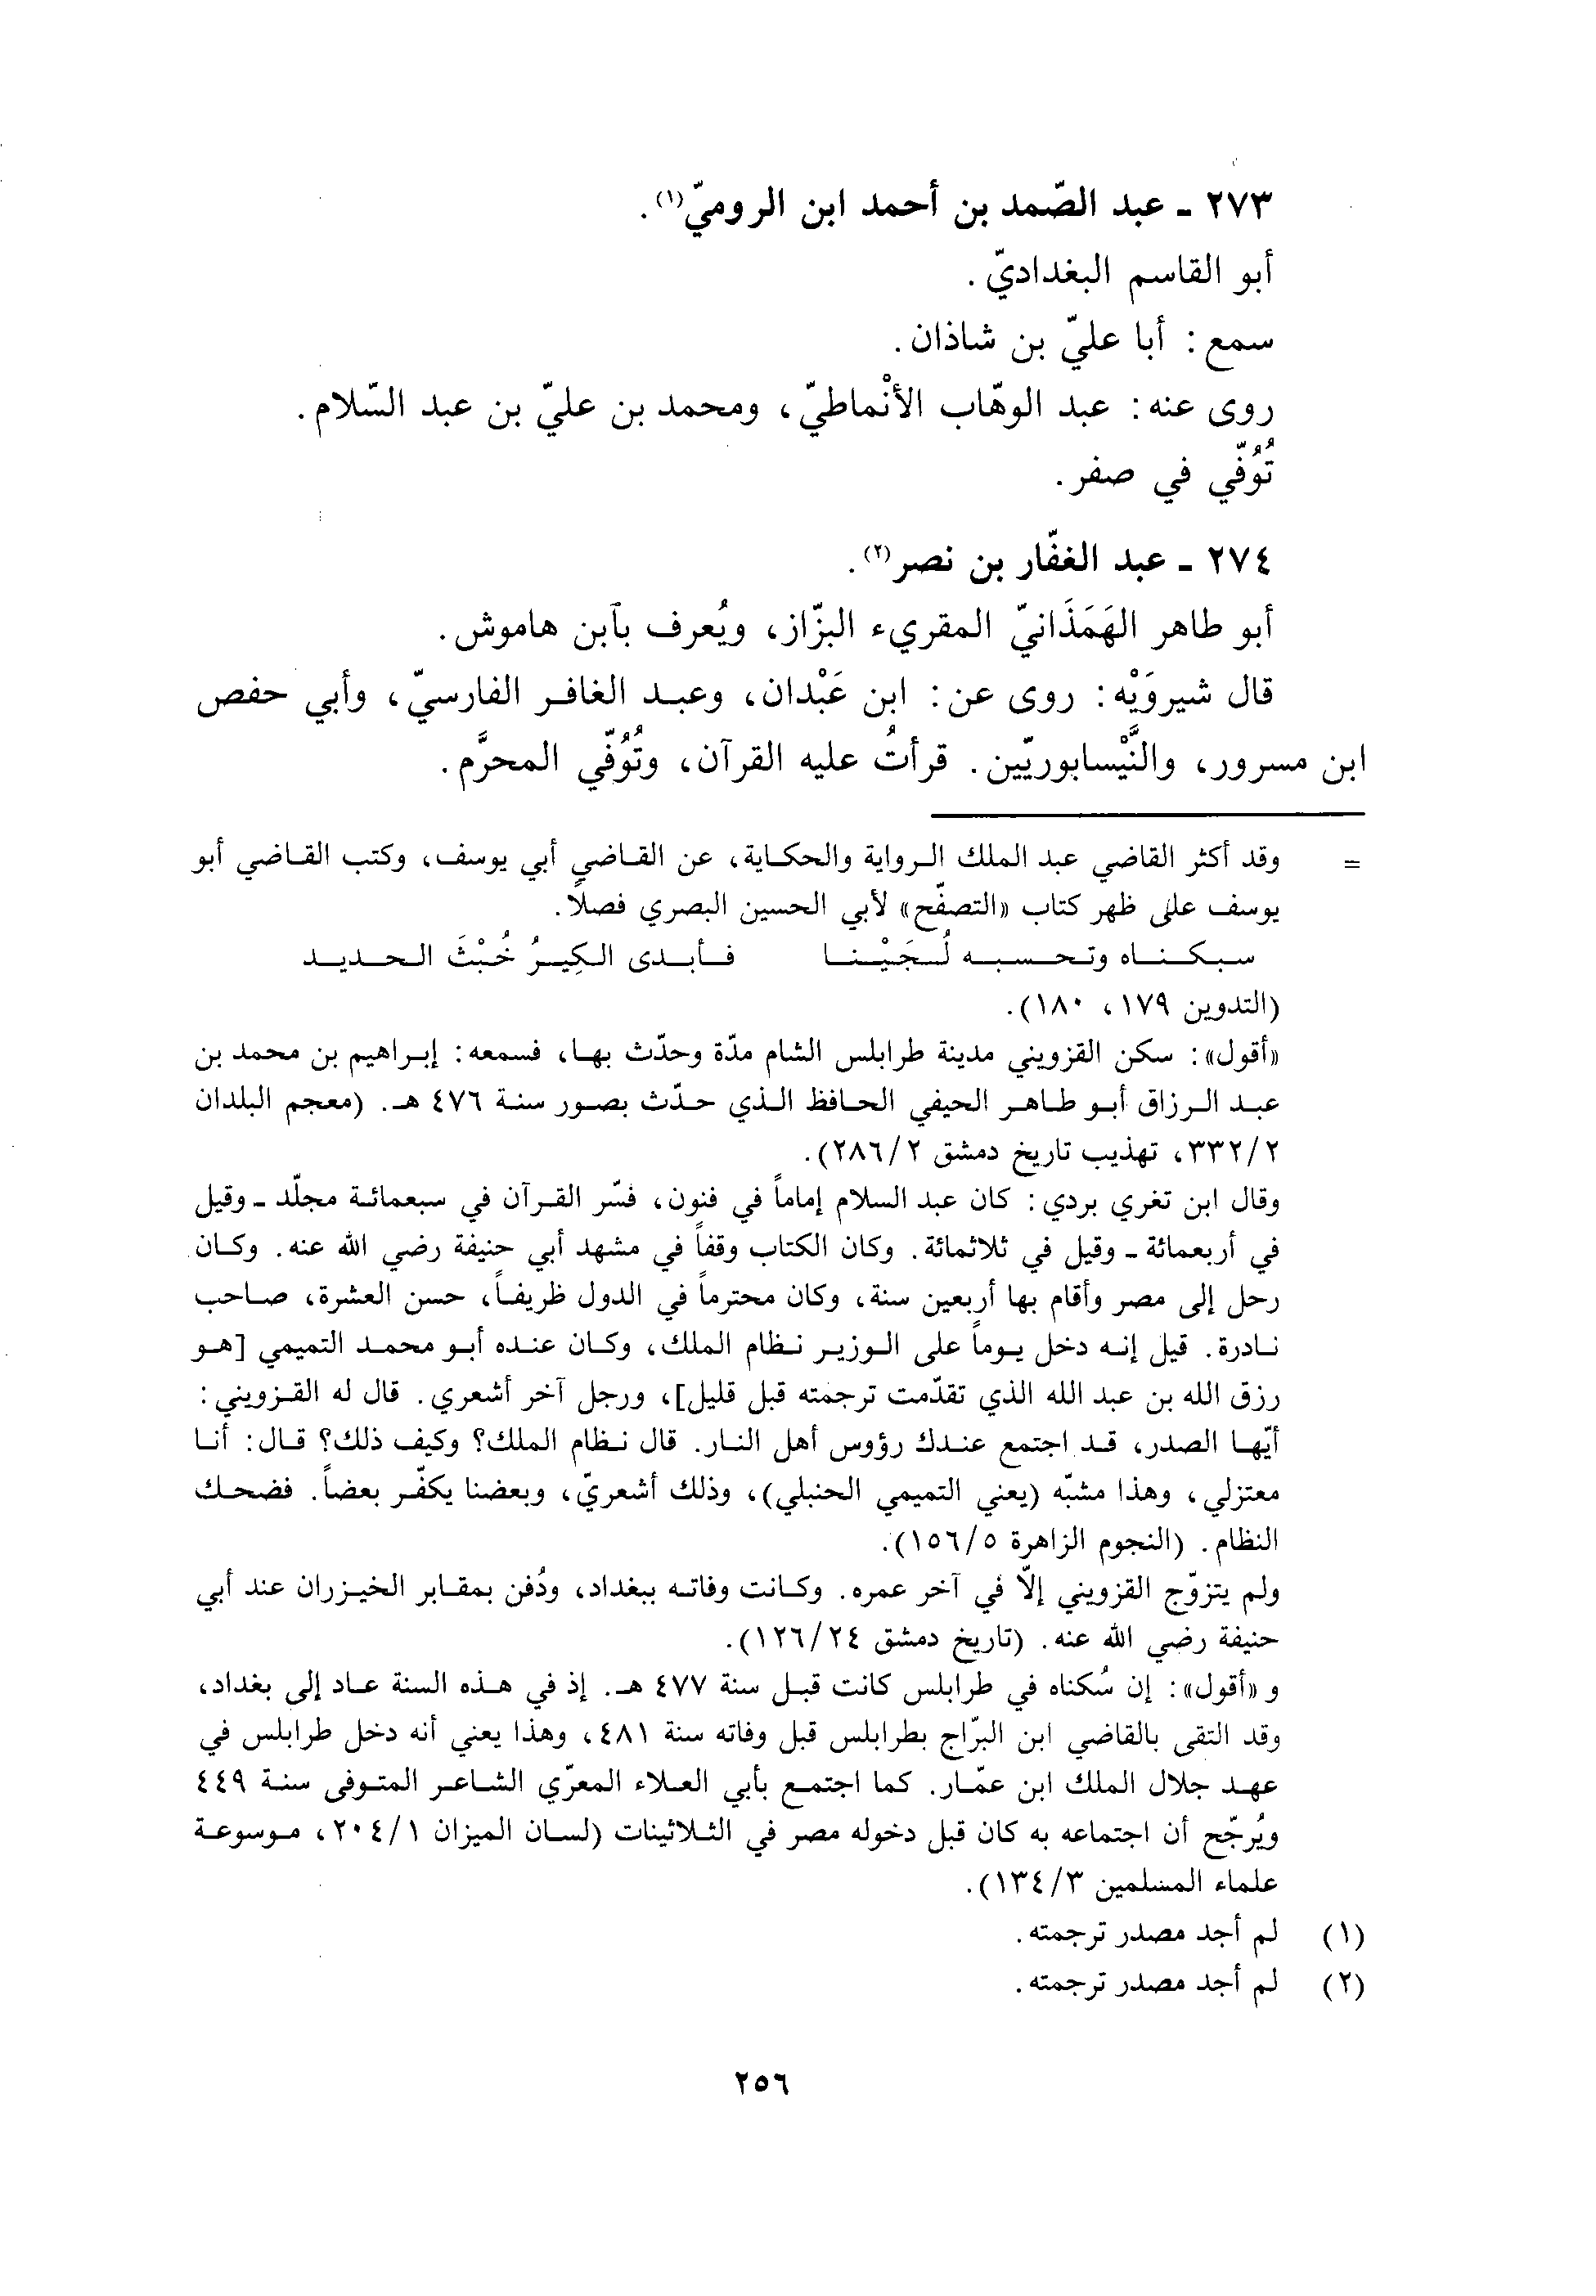 ٢٧٣ ـ عبد الصّمد بن أحمد ابن الروميّ(١).
أبو القاسم البغداديّ.
سمع: أبا عليّ بن شاذان.
روى عنه: عبد الوهّاب الأنْماطيّ، ومحمد بن عليّ بن عبد السّلام.
تُوُفّي في صفر.
٢٧٤ ـ عبد الغفّار بن نصر(٢).
أبو طاهر الهَمَذَانيّ المقريء البزّاز، ويُعرف بآبن هاموش.
قال شيروَيْه: روى عن: ابن عَبْدان، وعبد الغافر الفارسيّ، وأبي حفص
ابن مسرور، والنَّيْسابوريّين. قرأتُ عليه القرآن، وتُوُفّي المحرَّم.
= وقد أكثر القاضي عبد الملك الرواية والحكاية، عن القاضي أبي يوسف، وكتب القاضي أبو
يوسف على ظهر كتاب «التصفّح» لأبي الحسين البصري فصلاً.
سبكناه وتحسبه لُجَيْنا فأبدى الكِيرُ خُبْثَ الحديد
(التدوين ١٧٩، ١٨٠).
«أقول»: سكن القزويني مدينة طرابلس الشام مدّة وحدّث بها، فسمعه: إبراهيم بن محمد بن
عبد الرزاق أبو طاهر الحيفي الحافظ الذي حدّث بصور سنة ٤٧٦ هـ. (معجم البلدان
٣٣٢/٢، تهذيب تاريخ دمشق ٢٨٦/٢).
وقال ابن تغري بردي: كان عبد السلام إماماً في فنون، فسّر القرآن في سبعمائة مجلّد ـ وقيل
في أربعمائة ـ وقيل في ثلاثمائة. وكان الكتاب وقفاً في مشهد أبي حنيفة رضي الله عنه. وكان
رحل إلى مصر وأقام بها أربعين سنة، وكان محترماً في الدول ظريفاً، حسن العشرة، صاحب
نادرة. قيل إنه دخل يوماً على الوزير نظام الملك، وكان عنده أبو محمد التميمي [هو
رزق الله بن عبد الله الذي تقدّمت ترجمته قبل قليل]، ورجل آخر أشعري. قال له القزويني:
أيّها الصدر، قد اجتمع عندك رؤوس أهل النار. قال نظام الملك؟ وكيف ذلك؟ قال: أنا
معتزلي، وهذا مشبّه (يعني التميمي الحنبلي)، وذلك أشعريّ، وبعضنا يكفّر بعضاً. فضحك
النظام. (النجوم الزاهرة ١٥٦/٥).
ولم يتزوّج القزويني إلّا في آخر عمره. وكانت وفاته ببغداد، ودُفن بمقابر الخيزران عند أبي
حنيفة رضي الله عنه. (تاريخ دمشق ١٢٦/٢٤).
و «أقول»: إن سُكناه في طرابلس كانت قبل سنة ٤٧٧ هـ. إذ في هذه السنة عاد إلى بغداد،
وقد التقى بالقاضي ابن البرّاج بطرابلس قبل وفاته سنة ٤٨١، وهذا يعني أنه دخل طرابلس في
عهد جلال الملك ابن عمّار. كما اجتمع بأبي العلاء المعرّي الشاعر المتوفى سنة ٤٤٩
ويُرجّح أن اجتماعه به كان قبل دخوله مصر في الثلاثينات (لسان الميزان ٢٠٤/١، موسوعة
علماء المسلمين ١٣٤/٣).
(١) لم أجد مصدر ترجمته.
(٢) لم أجد مصدر ترجمته.
٢٥٦